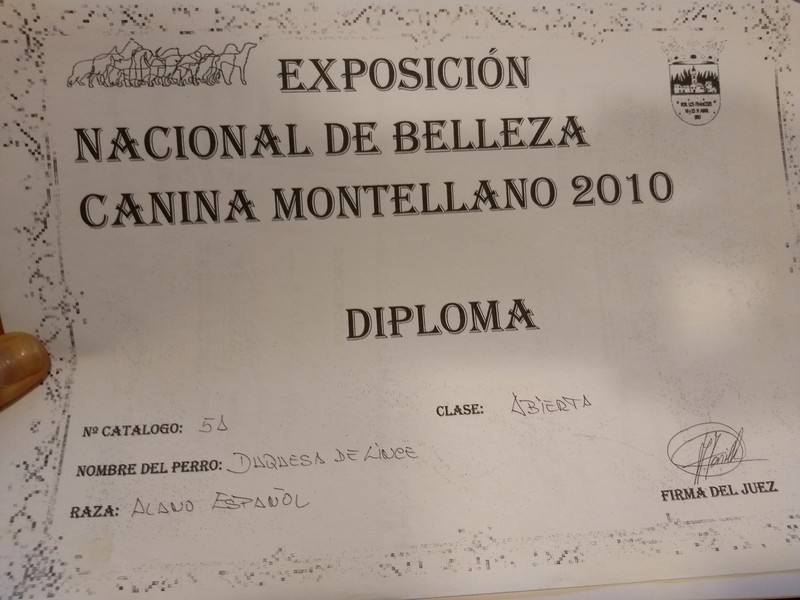 EXPOSICIÓN
NACIONAL DE BELLEZA
CANINA MONTELLANO 2010
DIPLOMA
CLASE: ABIERTA
Nº CATALOGO: 51
NOMBRE DEL PERRO: DUQUESA DE LINCE
RAZA: ALANO ESPAÑOL
FIRMA DEL JUEZ